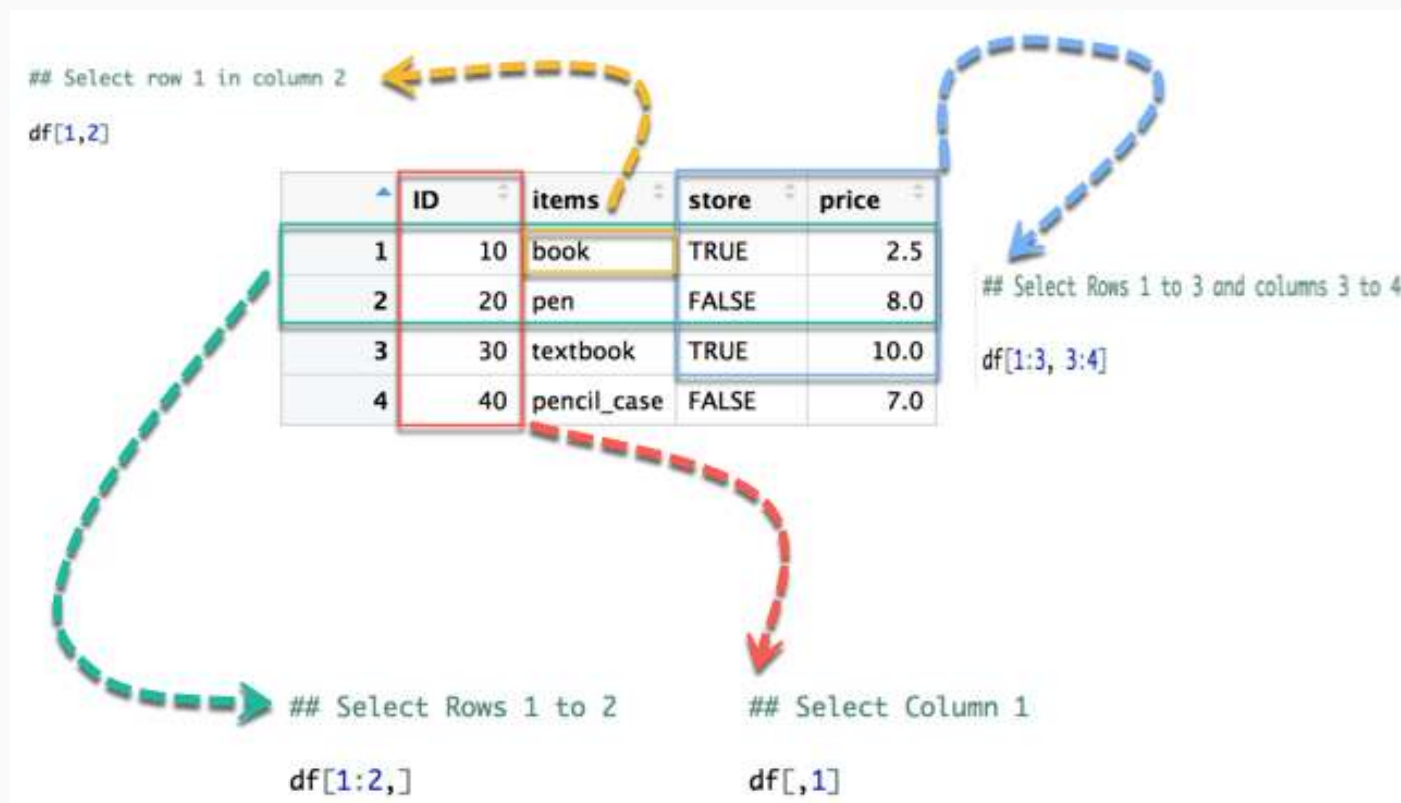 ## Select row 1 in column 2
df[1,2]
ID items store price
1 10 book TRUE 2.5
2 20 pen FALSE 8.0
3 30 textbook TRUE 10.0
4 40 pencil_case FALSE 7.0
## Select Rows 1 to 3 and columns 3 to 4
df[1:3, 3:4]
## Select Rows 1 to 2
df[1:2,]
## Select Column 1
df[,1]